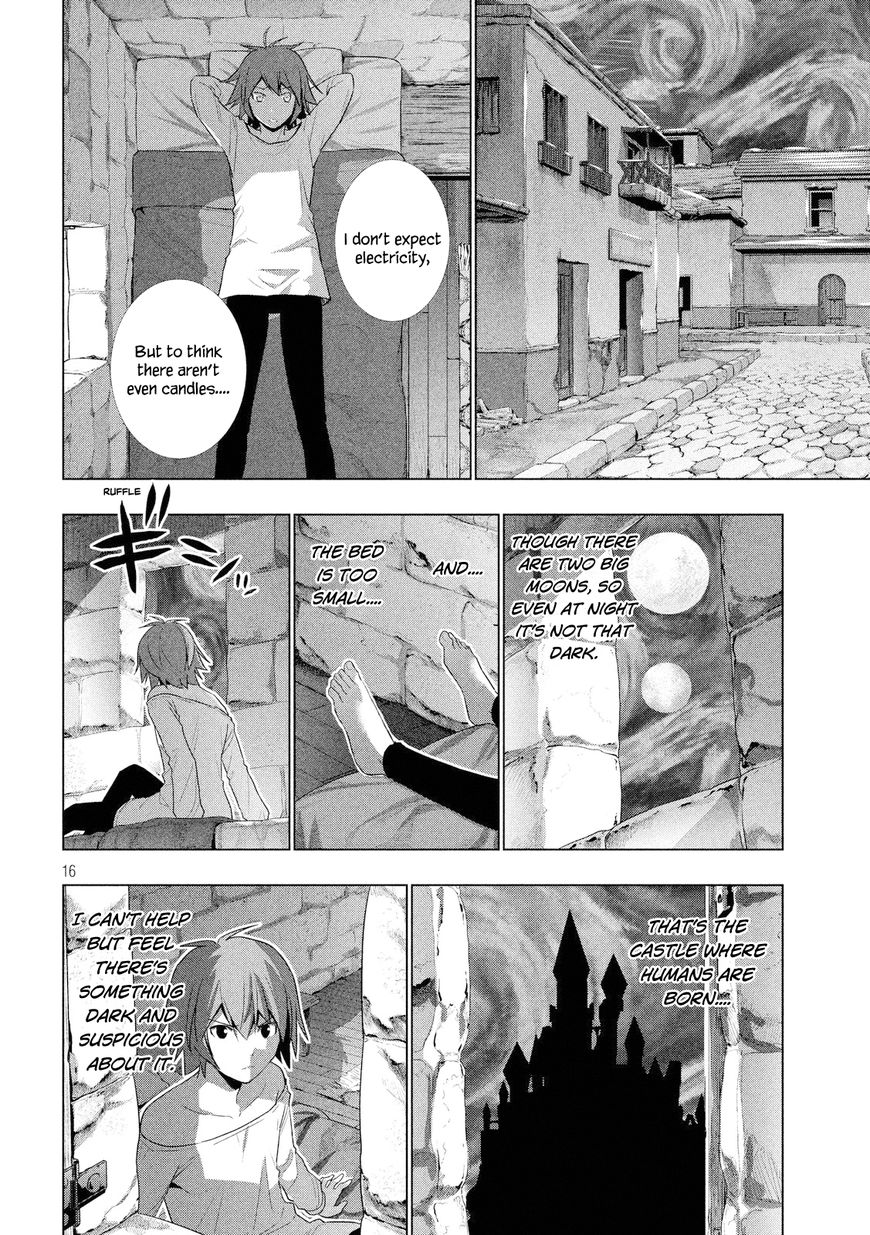 I don't expect
electricity,
But to think
there aren't
even candles....
THOUGH THERE
ARE TWO BIG
MOONS, SO
EVEN AT NIGHT
IT'S NOT THAT
DARK.
AND....
THE BED
IS TOO
SMALL....
RUFFLE
ギシッ
THAT'S THE
CASTLE WHERE
HUMANS ARE
BORN....
I CAN'T HELP
BUT FEEL
THERE'S
SOMETHING
DARK AND
SUSPICIOUS
ABOUT IT.
16